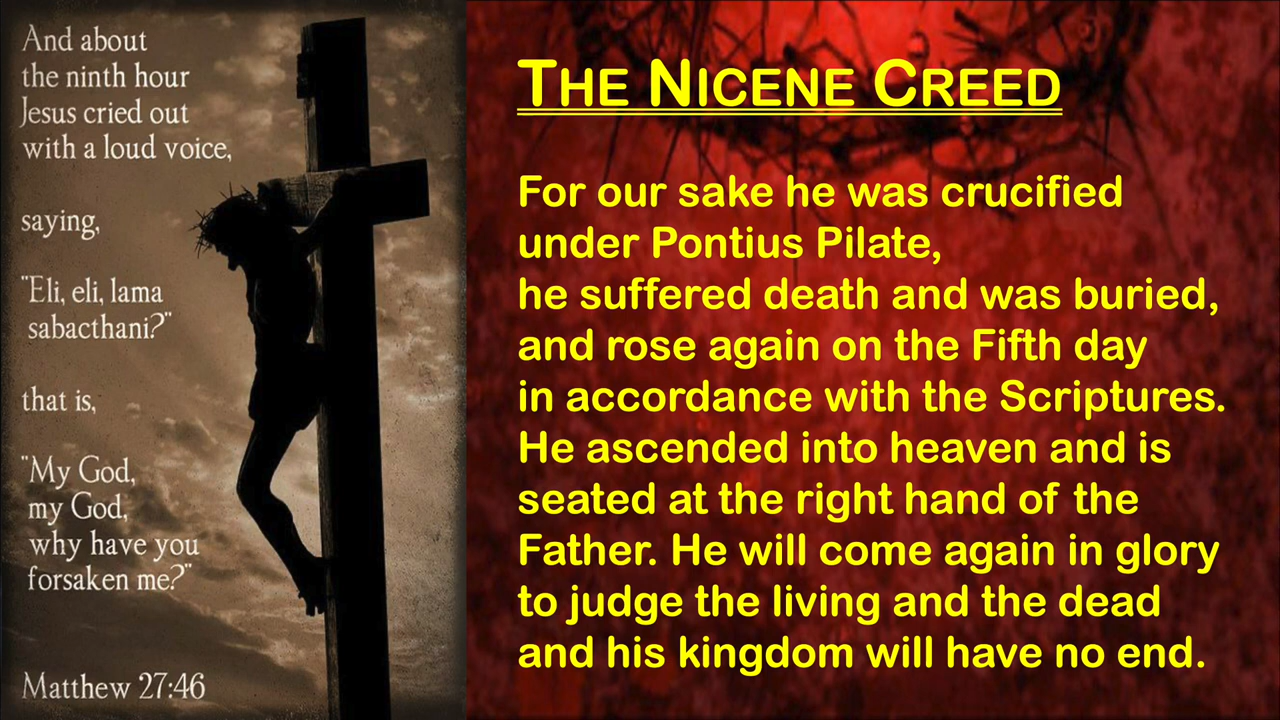 And about
the ninth hour
Jesus cried out
with a loud voice,
saying,
"Eli, eli, lama
sabacthani?"
that is,
"My God,
my God,
why have you
forsaken me?"
Matthew 27:46
THE NICENE CREED
For our sake he was crucified
under Pontius Pilate,
he suffered death and was buried,
and rose again on the Fifth day
in accordance with the Scriptures.
He ascended into heaven and is
seated at the right hand of the
Father. He will come again in glory
to judge the living and the dead
and his kingdom will have no end.